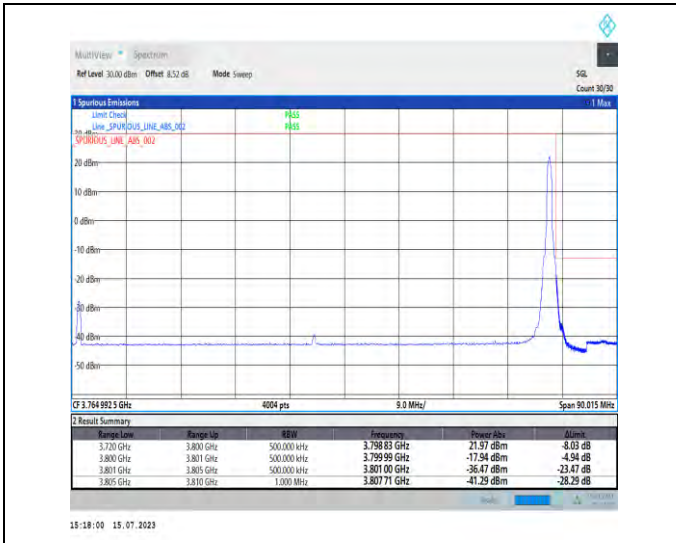 MultiView Spectrum
Ref Level 30.00 dBm Offset 8.52 dB Mode Sweep SGL
Count 30/30
1 Spurious Emissions 1 Max
Limit Check PASS
Line _SPURIOUS_LINE_ABS_002 PASS
_SPURIOUS_LINE_ABS_002
20 dBm
10 dBm
0 dBm
-10 dBm
-20 dBm
-30 dBm
-40 dBm
-50 dBm
CF 3.764 992 5 GHz 4004 pts 9.0 MHz/ Span 90.015 MHz
2 Result Summary
Range Low Range Up RBW Frequency Power Abs ΔLimit
3.720 GHz 3.800 GHz 500.000 kHz 3.798 83 GHz 21.97 dBm -8.03 dB
3.800 GHz 3.801 GHz 500.000 kHz 3.799 99 GHz -17.94 dBm -4.94 dB
3.801 GHz 3.805 GHz 500.000 kHz 3.801 00 GHz -36.47 dBm -23.47 dB
3.805 GHz 3.810 GHz 1.000 MHz 3.807 71 GHz -41.29 dBm -28.29 dB
15:18:00 15.07.2023